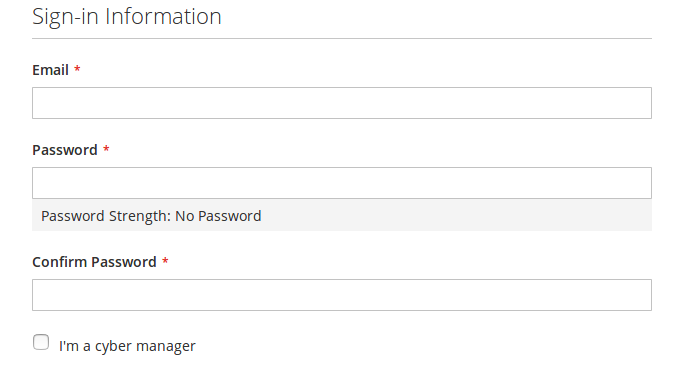 Sign-in Information
Email *
Password *
Password Strength: No Password
Confirm Password *
I'm a cyber manager